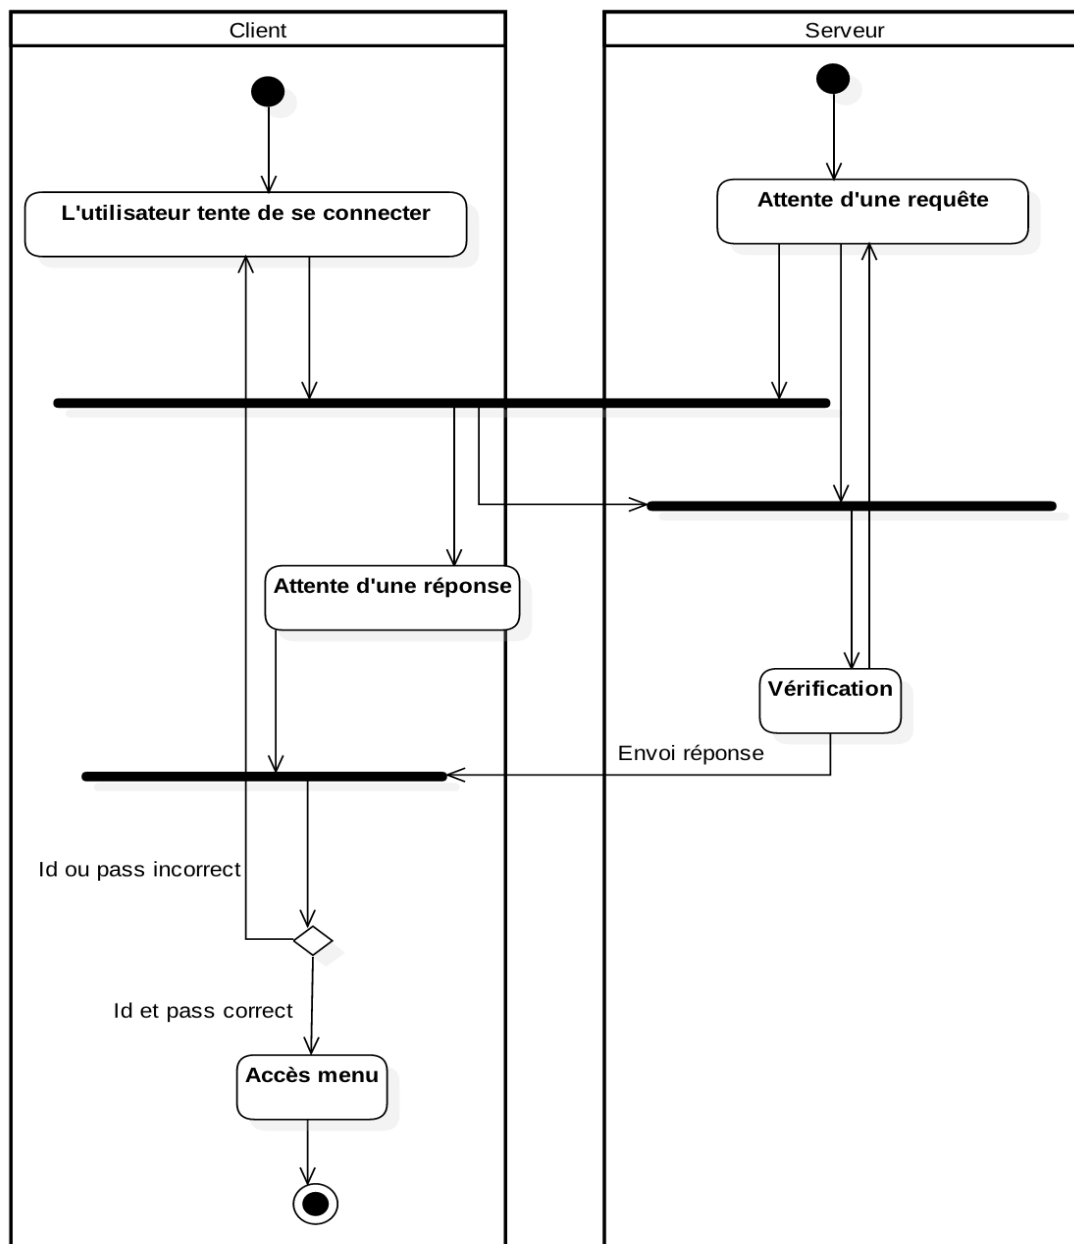 Client
Serveur
L'utilisateur tente de se connecter
Attente d'une requête
Attente d'une réponse
Vérification
Envoi réponse
Id ou pass incorrect
Id et pass correct
Accès menu